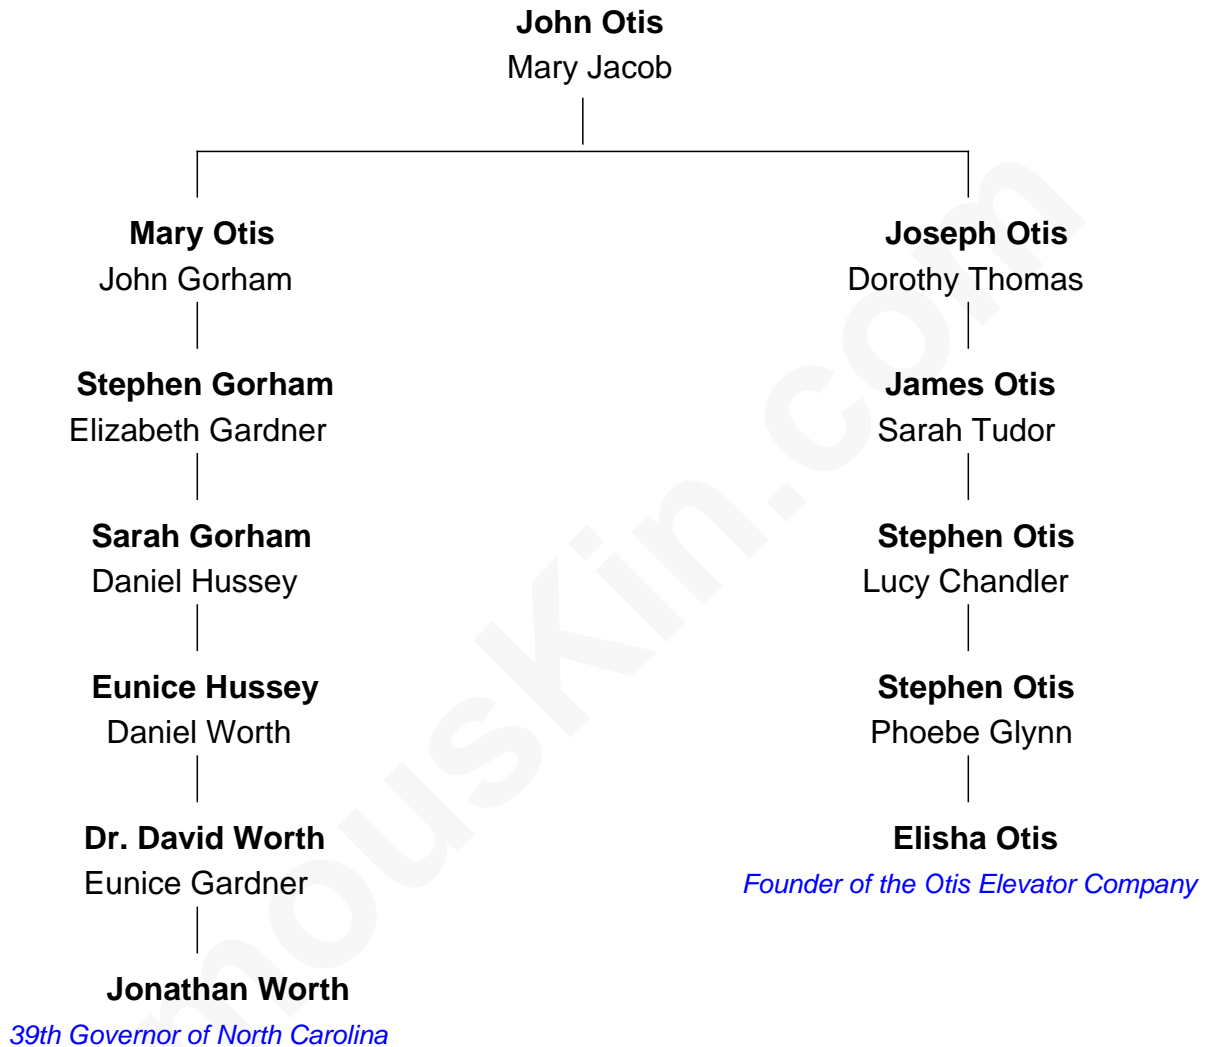 John Otis
Mary Jacob
Mary Otis
John Gorham
Joseph Otis
Dorothy Thomas
Stephen Gorham
Elizabeth Gardner
James Otis
Sarah Tudor
Sarah Gorham
Daniel Hussey
Stephen Otis
Lucy Chandler
Eunice Hussey
Daniel Worth
Stephen Otis
Phoebe Glynn
Dr. David Worth
Eunice Gardner
Elisha Otis
Founder of the Otis Elevator Company
Jonathan Worth
39th Governor of North Carolina
mousKin.com